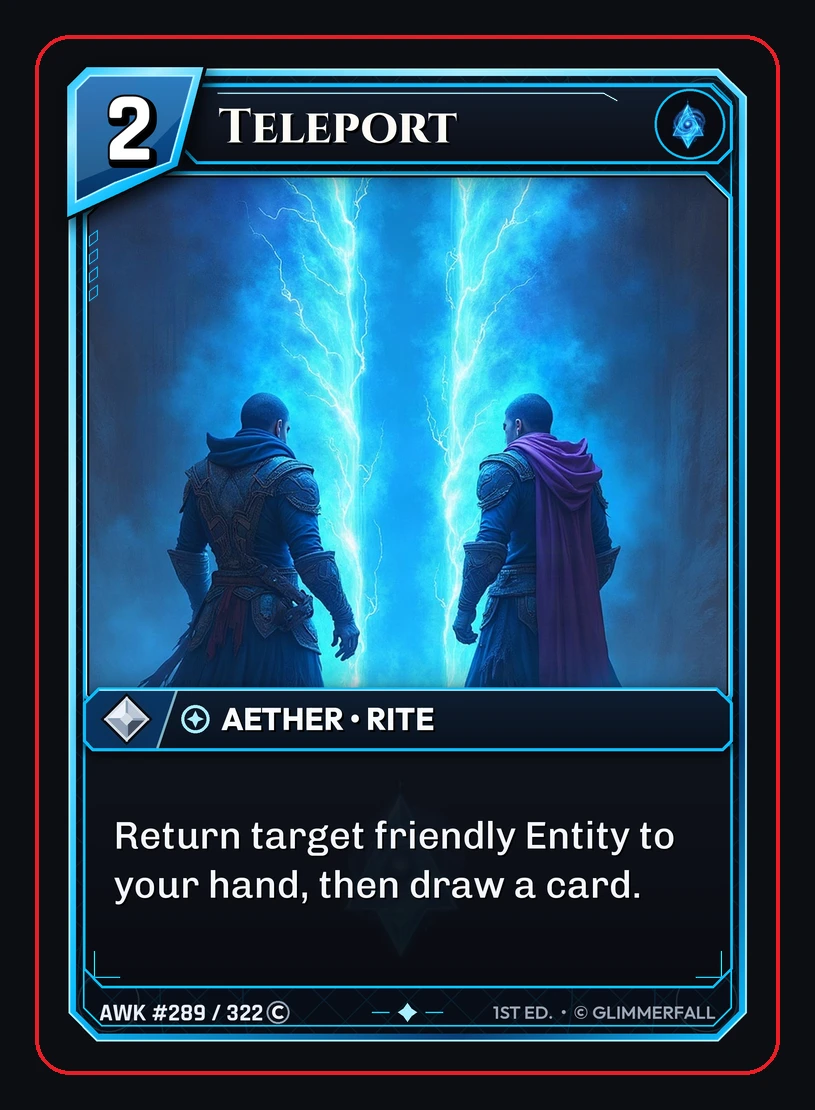 2
TELEPORT
AETHER • RITE
Return target friendly Entity to
your hand, then draw a card.
AWK #289 / 322 Ⓒ
1ST ED. • © GLIMMERFALL